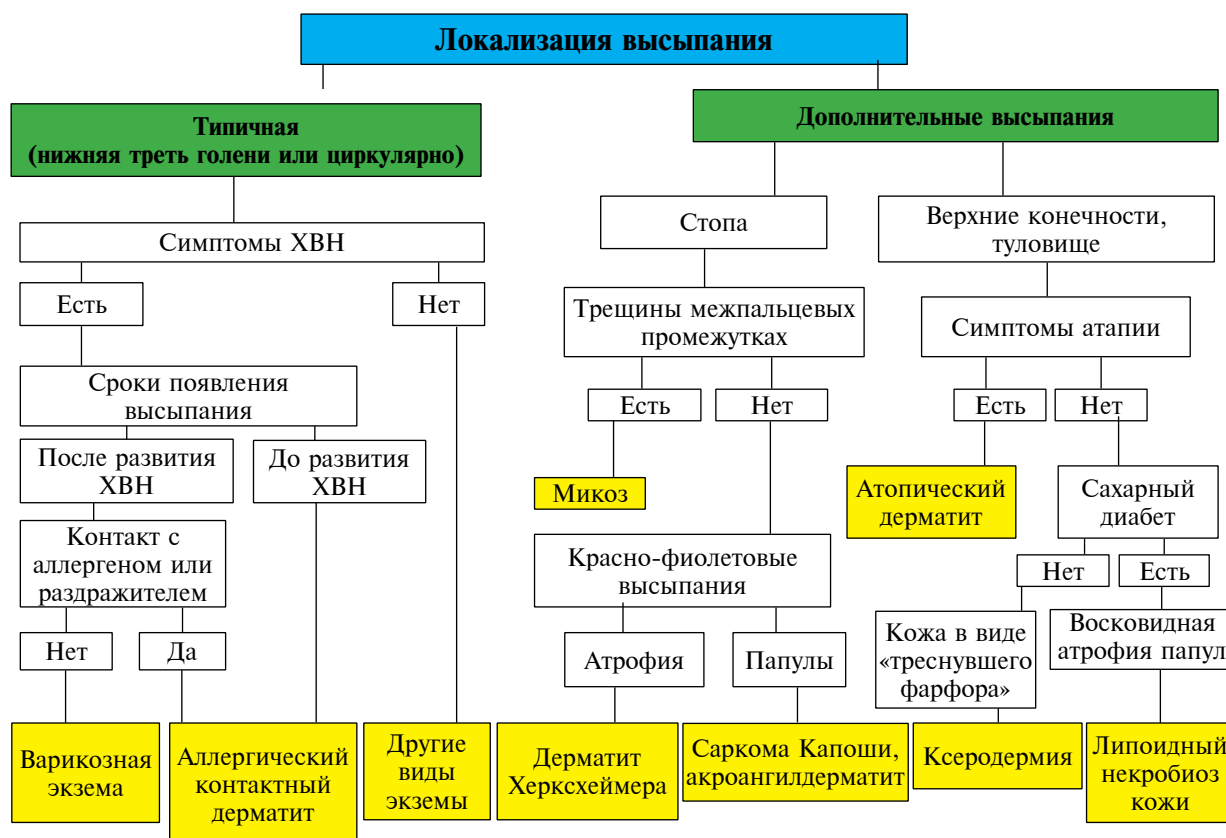 Локализация высыпания
Типичная
(нижняя треть голени или циркулярно)
Дополнительные высыпания
Симптомы ХВН
Стопа
Верхние конечности,
туловище
Есть
Нет
Трещины межпальцевых
промежутках
Симптомы атапии
Сроки появления
высыпания
Есть
Нет
Есть
Нет
После развития
ХВН
До развития
ХВН
Микоз
Атопический
дерматит
Сахарный
диабет
Контакт с
аллергеном или
раздражителем
Красно-фиолетовые
высыпания
Нет
Есть
Нет
Да
Атрофия
Папулы
Кожа в виде
«треснувшего
фарфора»
Восковидная
атрофия папул
Варикозная
экзема
Аллергический
контактный
дерматит
Другие
виды
экземы
Дерматит
Херксхеймера
Саркома Капоши,
акроангилдерматит
Ксеродермия
Липоидный
некробиоз
кожи